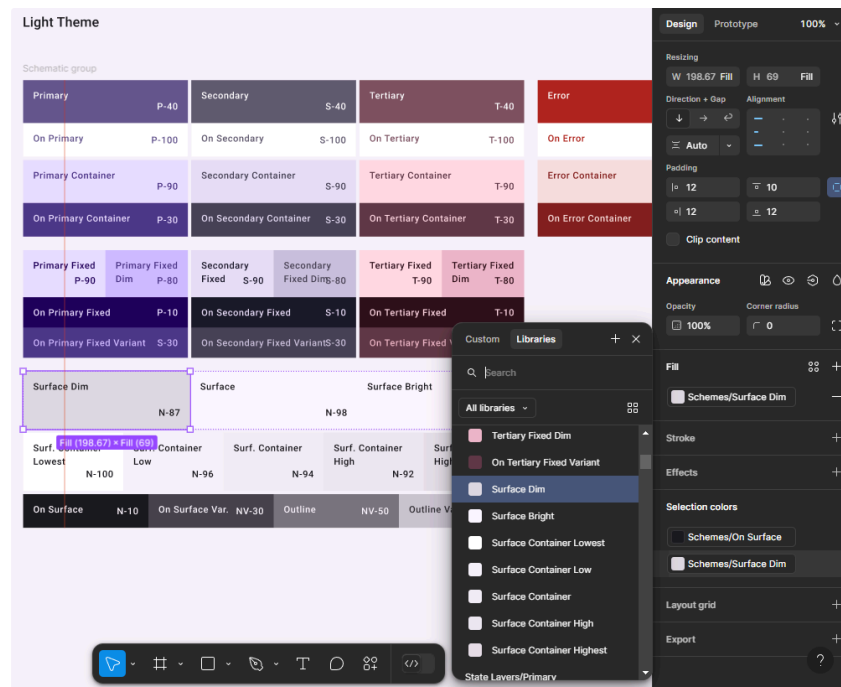 Light Theme
Schematic group
Primary
P-40
Secondary
S-40
Tertiary
T-40
Error
On Primary
P-100
On Secondary
S-100
On Tertiary
T-100
On Error
Primary Container
P-90
Secondary Container
S-90
Tertiary Container
T-90
Error Container
On Primary Container
P-30
On Secondary Container
S-30
On Tertiary Container
T-30
On Error Container
Primary Fixed
P-90
Primary Fixed
Dim
P-80
Secondary
Fixed
S-90
Secondary
Fixed Dim
S-80
Tertiary Fixed
T-90
Tertiary Fixed
Dim
T-80
On Primary Fixed
P-10
On Secondary Fixed
S-10
On Tertiary Fixed
T-10
On Primary Fixed Variant
S-30
On Secondary Fixed Variant
S-30
On Tertiary Fixed
Surface Dim
N-87
Surface
N-98
Surface Bright
Fill (198.67) × Fill (69)
Surf.
Lowest
N-100
Container
Low
N-96
Surf. Container
N-94
Surf. Container
High
N-92
On Surface
N-10
On Surface Var.
NV-30
Outline
NV-50
Outline
Custom
Libraries
Search
All libraries
Tertiary Fixed Dim
On Tertiary Fixed Variant
Surface Dim
Surface Bright
Surface Container Lowest
Surface Container Low
Surface Container
Surface Container High
Surface Container Highest
State Layers/Primary
Design
Prototype
100%
Resizing
W 198.67 Fill
H 69 Fill
Direction + Gap
Alignment
Auto
Padding
12
10
12
12
Clip content
Appearance
Opacity
Corner radius
100%
0
Fill
Schemes/Surface Dim
Stroke
Effects
Selection colors
Schemes/On Surface
Schemes/Surface Dim
Layout grid
Export
?